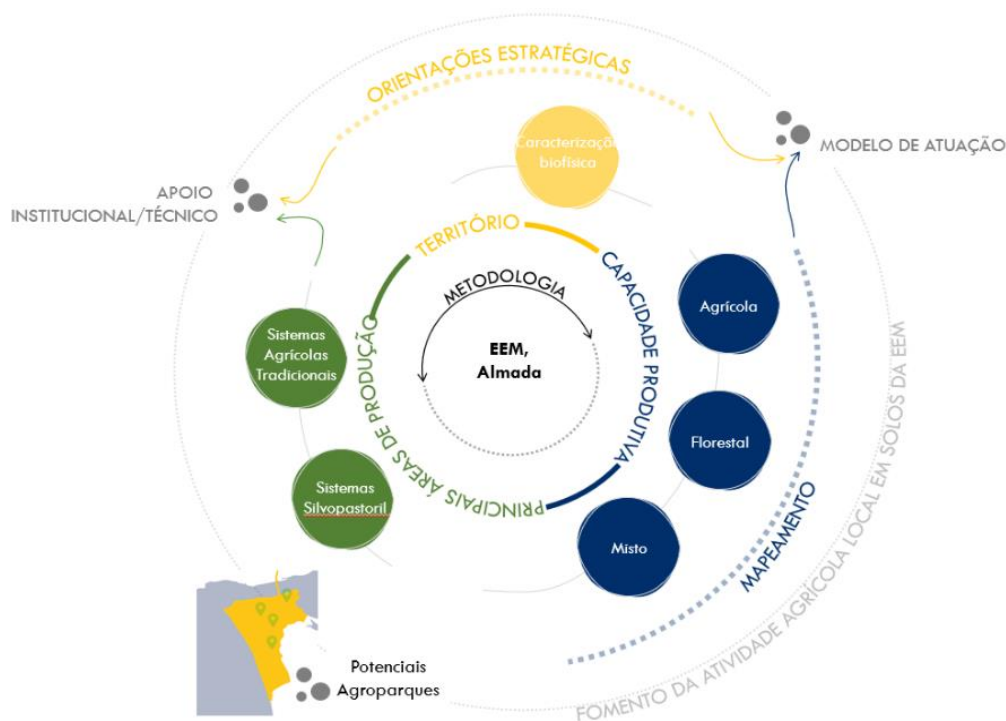 ORIENTAÇÕES ESTRATÉGICAS
Caracterização
biofísica
MODELO DE ATUAÇÃO
APOIO
INSTITUCIONAL/TÉCNICO
TERRITÓRIO
CAPACIDADE PRODUTIVA
PRINCIPAIS ÁREAS DE PRODUÇÃO
METODOLOGIA
EEM,
Almada
Agrícola
Florestal
Misto
Sistemas
Agrícolas
Tradicionais
Sistemas
Silvopastoril
MAPEAMENTO
FOMENTO DA ATIVIDADE AGRÍCOLA LOCAL EM SOLOS DA EEM
Potenciais
Agroparques